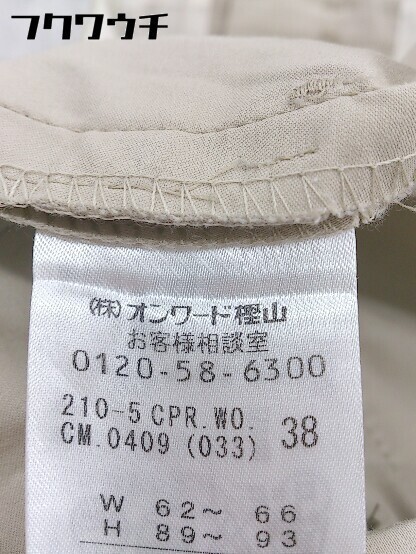 フクワウチ
(株)オンワード樫山
お客様相談室
0120-58-6300
210-5 CPR.WO.
CM.0409 (033) 38
W 62〜 66
H 89〜 93